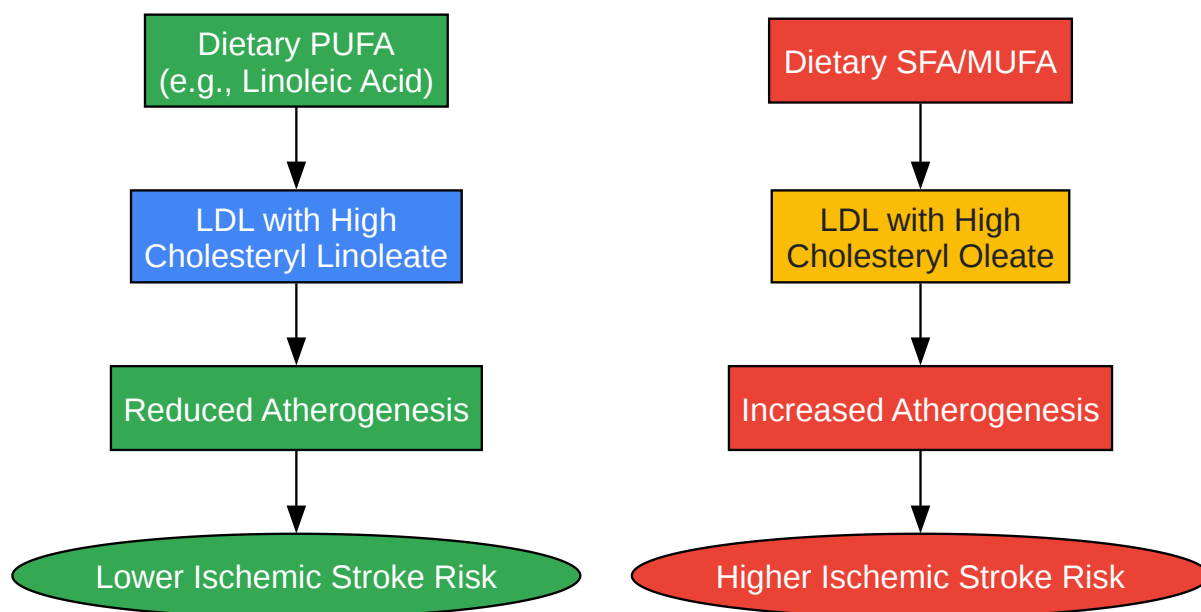 Dietary PUFA
(e.g., Linoleic Acid)
LDL with High
Cholesteryl Linoleate
Reduced Atherogenesis
Lower Ischemic Stroke Risk
Dietary SFA/MUFA
LDL with High
Cholesteryl Oleate
Increased Atherogenesis
Higher Ischemic Stroke Risk